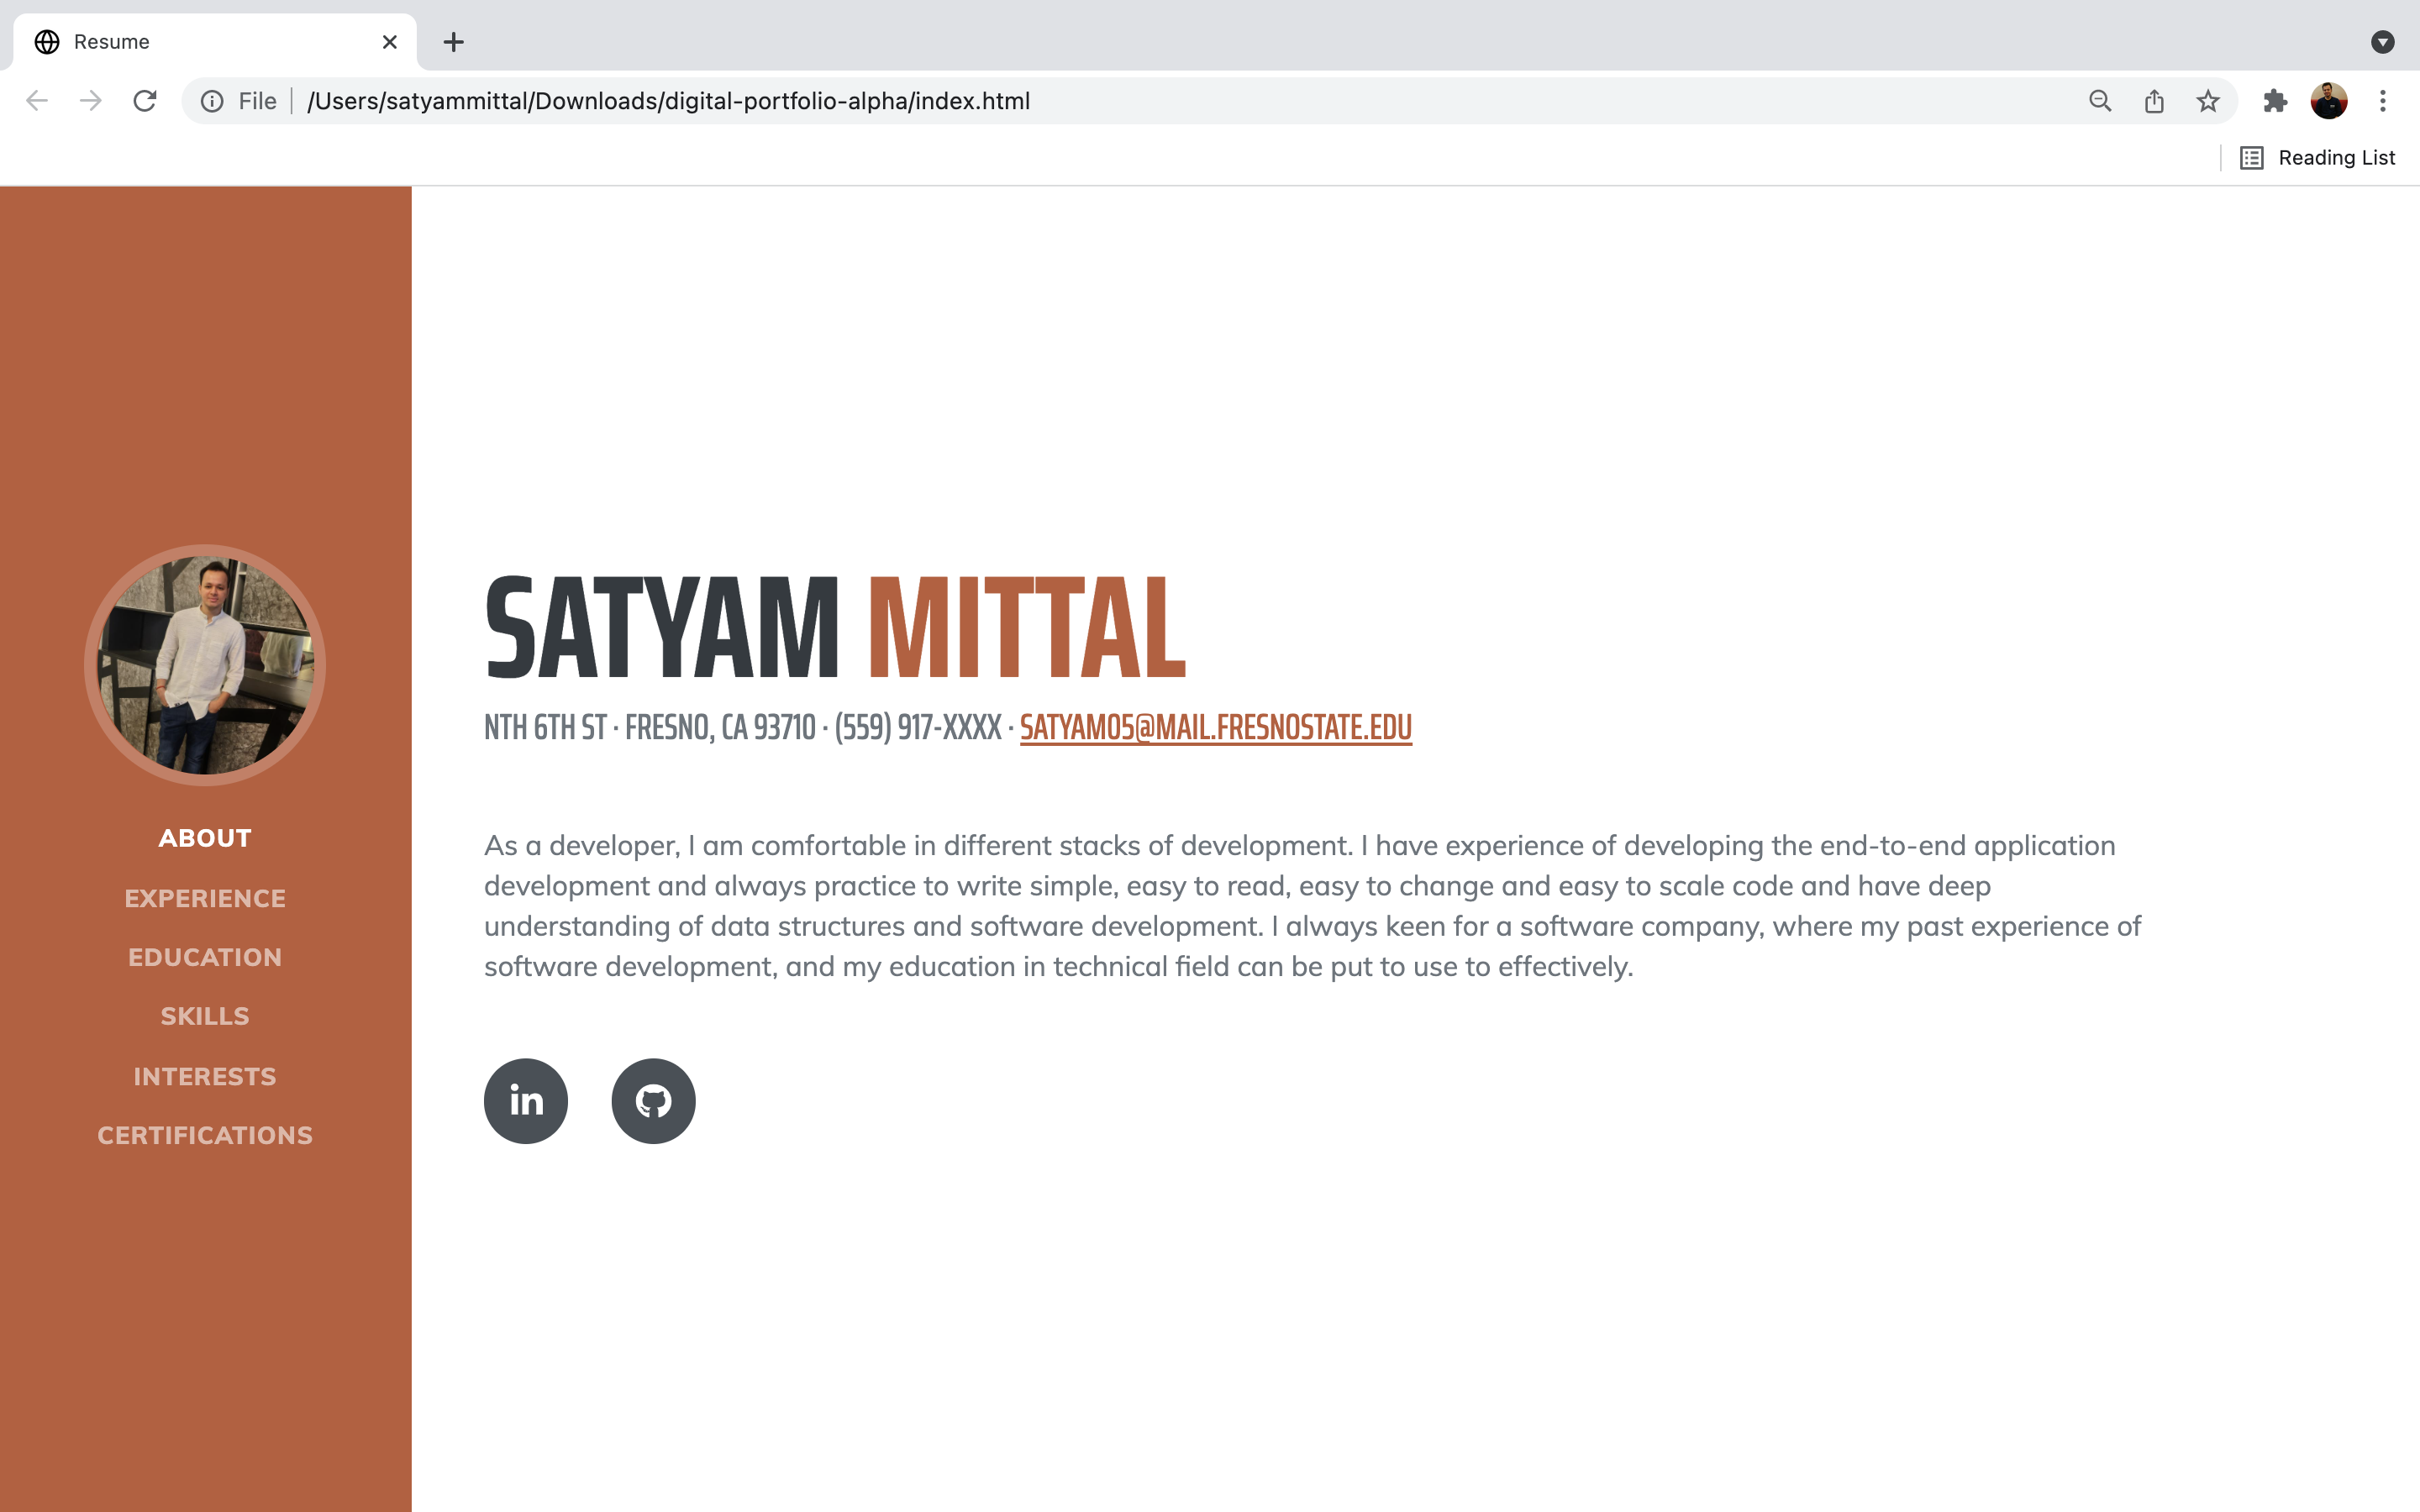 Resume
File
/Users/satyammittal/Downloads/digital-portfolio-alpha/index.html
Reading List
SATYAM MITTAL
NTH 6TH ST · FRESNO, CA 93710 · (559) 917-XXXX · SATYAM05@MAIL.FRESNOSTATE.EDU
As a developer, I am comfortable in different stacks of development. I have experience of developing the end-to-end application
development and always practice to write simple, easy to read, easy to change and easy to scale code and have deep
understanding of data structures and software development. I always keen for a software company, where my past experience of
software development, and my education in technical field can be put to use to effectively.
in
ABOUT
EXPERIENCE
EDUCATION
SKILLS
INTERESTS
CERTIFICATIONS